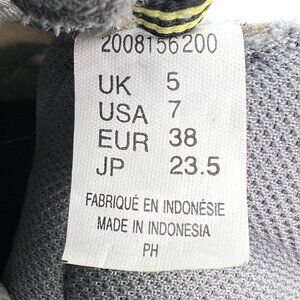 2008156200
UK 5
USA 7
EUR 38
JP 23.5
FABRIQUÉ EN INDONÉSIE
MADE IN INDONESIA
PH